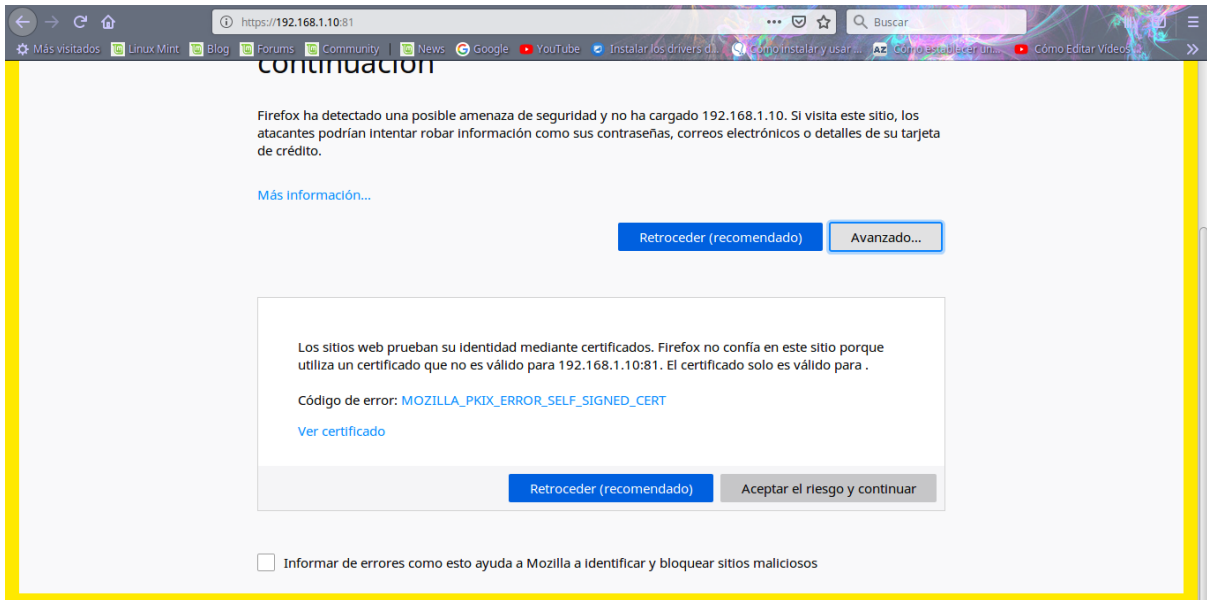 https://192.168.1.10:81
Buscar
Más visitados Linux Mint Blog Forums Community News Google YouTube Instalar los drivers d... Cómo instalar y usar ... Cómo establecer un... Cómo Editar Vídeos
continuación
Firefox ha detectado una posible amenaza de seguridad y no ha cargado 192.168.1.10. Si visita este sitio, los
atacantes podrían intentar robar información como sus contraseñas, correos electrónicos o detalles de su tarjeta
de crédito.
Más información...
Retroceder (recomendado) Avanzado...
Los sitios web prueban su identidad mediante certificados. Firefox no confía en este sitio porque
utiliza un certificado que no es válido para 192.168.1.10:81. El certificado solo es válido para .
Código de error: MOZILLA_PKIX_ERROR_SELF_SIGNED_CERT
Ver certificado
Retroceder (recomendado) Aceptar el riesgo y continuar
Informar de errores como esto ayuda a Mozilla a identificar y bloquear sitios maliciosos